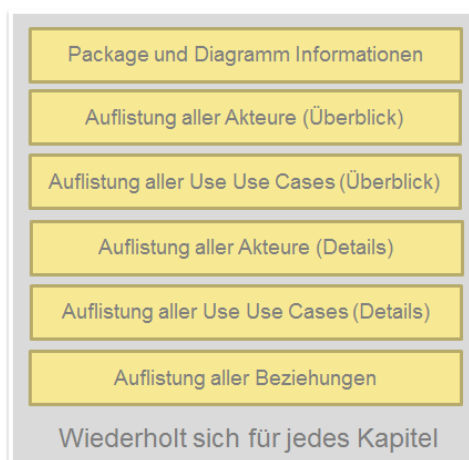 Package und Diagramm Informationen
Auflistung aller Akteure (Überblick)
Auflistung aller Use Use Cases (Überblick)
Auflistung aller Akteure (Details)
Auflistung aller Use Use Cases (Details)
Auflistung aller Beziehungen
Wiederholt sich für jedes Kapitel